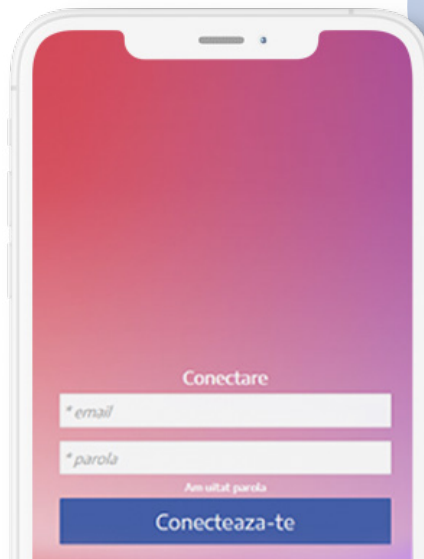 Conectare
* email
* parola
Am uitat parola
Conecteaza-te